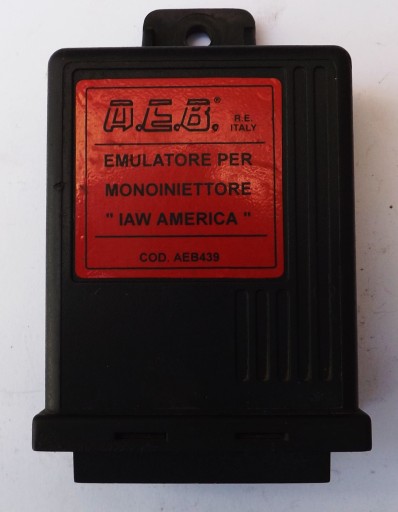 A.E.B.® R.E.
ITALY
EMULATORE PER
MONOINIETTORE
" IAW AMERICA "
COD. AEB439